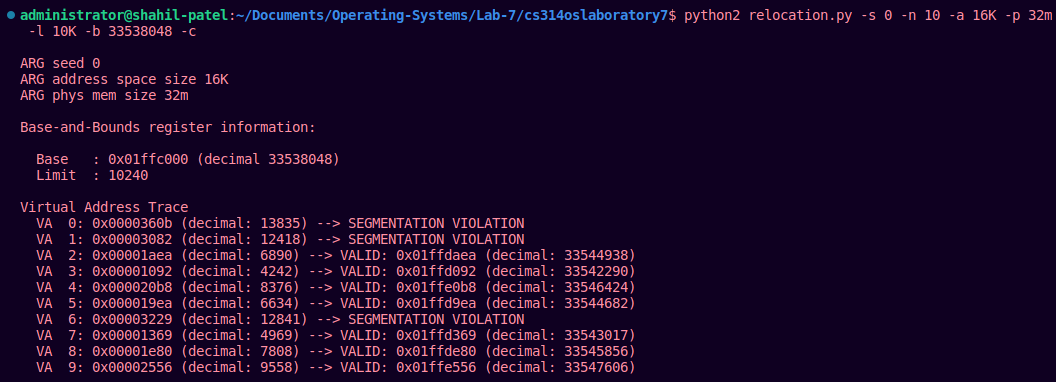 administrator@shahil-patel:~/Documents/Operating-Systems/Lab-7/cs314oslaboratory7$ python2 relocation.py -s 0 -n 10 -a 16K -p 32m
-l 10K -b 33538048 -c
ARG seed 0
ARG address space size 16K
ARG phys mem size 32m
Base-and-Bounds register information:
Base   : 0x01ffc000 (decimal 33538048)
Limit  : 10240
Virtual Address Trace
VA  0: 0x0000360b (decimal: 13835) --> SEGMENTATION VIOLATION
VA  1: 0x00003082 (decimal: 12418) --> SEGMENTATION VIOLATION
VA  2: 0x00001aea (decimal: 6890) --> VALID: 0x01ffdaea (decimal: 33544938)
VA  3: 0x00001092 (decimal: 4242) --> VALID: 0x01ffd092 (decimal: 33542290)
VA  4: 0x000020b8 (decimal: 8376) --> VALID: 0x01ffe0b8 (decimal: 33546424)
VA  5: 0x000019ea (decimal: 6634) --> VALID: 0x01ffd9ea (decimal: 33544682)
VA  6: 0x00003229 (decimal: 12841) --> SEGMENTATION VIOLATION
VA  7: 0x00001369 (decimal: 4969) --> VALID: 0x01ffd369 (decimal: 33543017)
VA  8: 0x00001e80 (decimal: 7808) --> VALID: 0x01ffde80 (decimal: 33545856)
VA  9: 0x00002556 (decimal: 9558) --> VALID: 0x01ffe556 (decimal: 33547606)